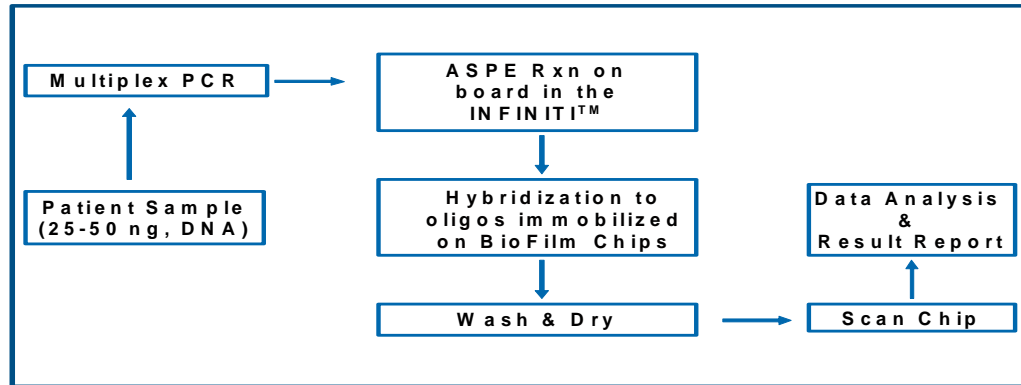 Multiplex PCR
ASPE Rxn on
board in the
INFINITI™
Patient Sample
(25-50 ng, DNA)
Hybridization to
oligos immobilized
on BioFilm Chips
Data Analysis
&
Result Report
Wash & Dry
Scan Chip